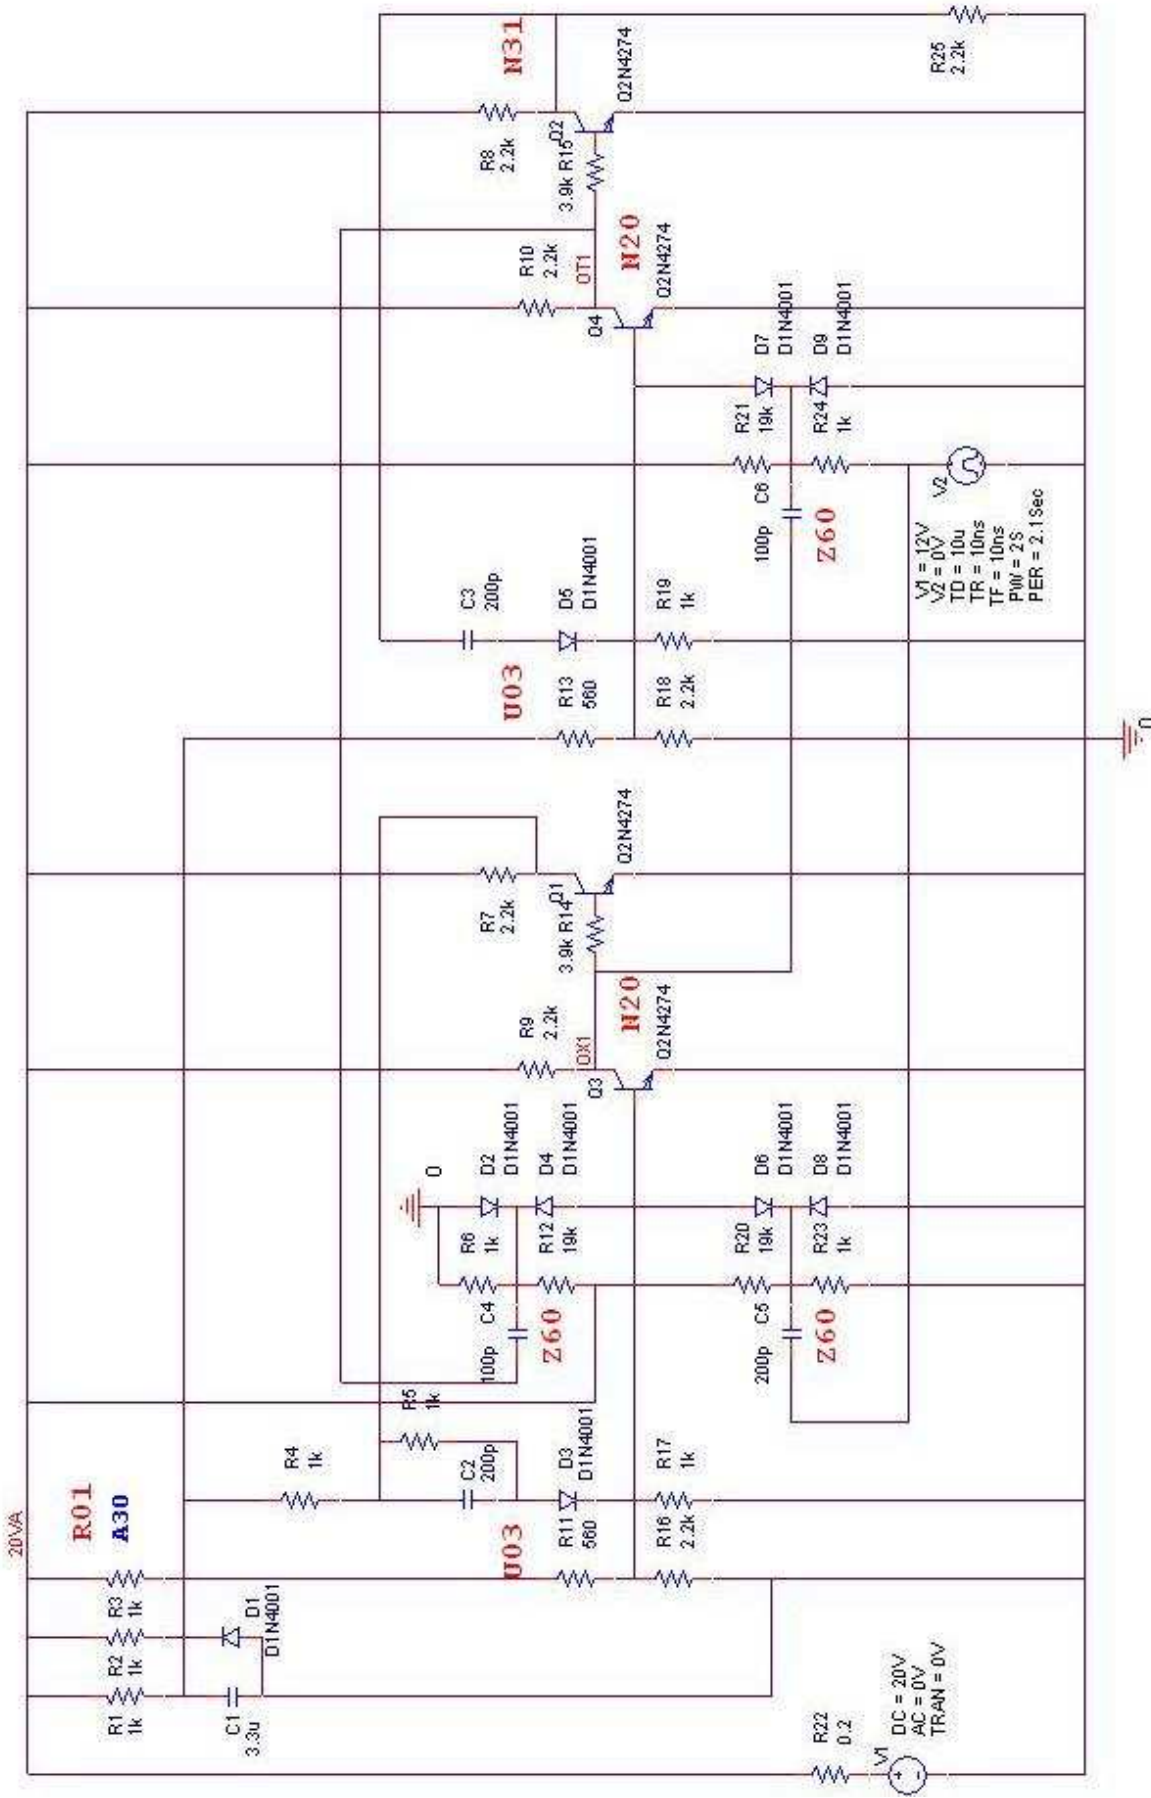 20VA
R01
A30
R1
1k
R2
1k
R3
1k
D1
D1N4001
C1
3.3u
R4
1k
R5
1k
C2
200p
D3
D1N4001
U03
R11
560
R16
2.2k
R17
1k
R22
0.2
V1
DC = 20V
AC = 0V
TRAN = 0V
0
R6
1k
D2
D1N4001
C4
100p
R12
19k
D4
D1N4001
Z60
C5
200p
R20
19k
D6
D1N4001
R23
1k
D8
D1N4001
Z60
R9
2.2k
OX1
Q3
N20
Q2N4274
R7
2.2k
Q1
3.9k R14
Q2N4274
U03
C3
200p
D5
D1N4001
R13
560
R18
2.2k
R19
1k
0
C6
100p
Z60
R21
19k
D7
D1N4001
R24
1k
D9
D1N4001
V2
V1 = 12V
V2 = 0V
TD = 10u
TR = 10ns
TF = 10ns
PW = 2S
PER = 2.1Sec
R10
2.2k
OT1
Q4
N20
Q2N4274
R8
2.2k
Q2
3.9k R15
N31
Q2N4274
R25
2.2k